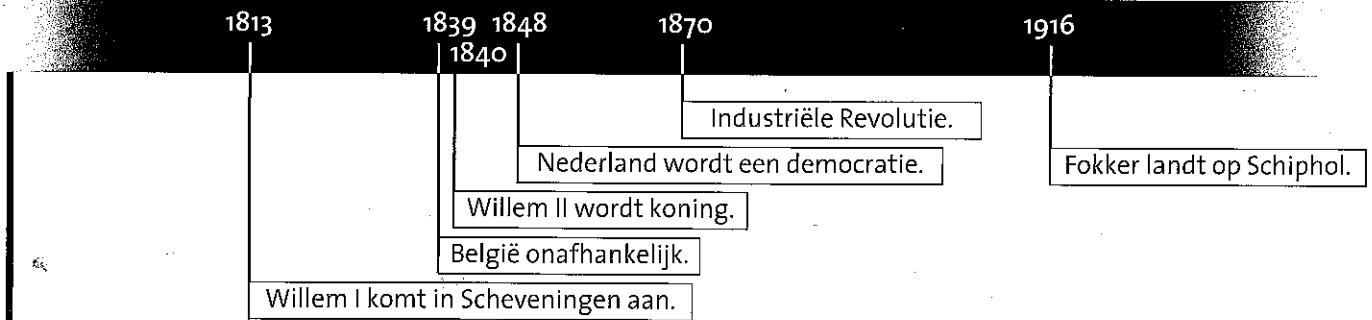 1813 1839 1848 1870 1916
1840
Industriële Revolutie.
Nederland wordt een democratie.
Fokker landt op Schiphol.
Willem II wordt koning.
België onafhankelijk.
Willem I komt in Scheveningen aan.